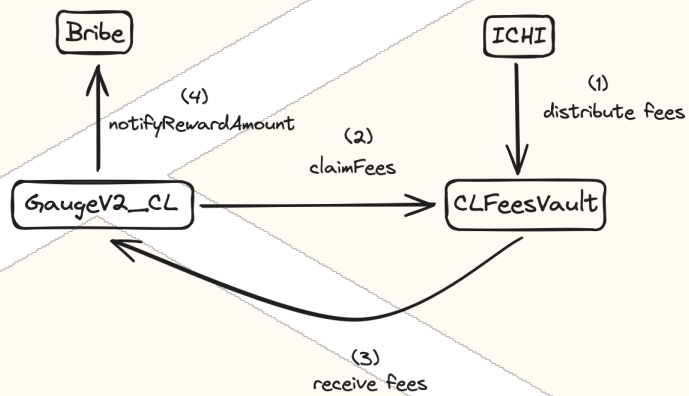 Bribe
ICHI
(1)
distribute fees
(4)
notifyRewardAmount
(2)
claimFees
GaugeV2_CL
CLFeesVault
(3)
receive fees